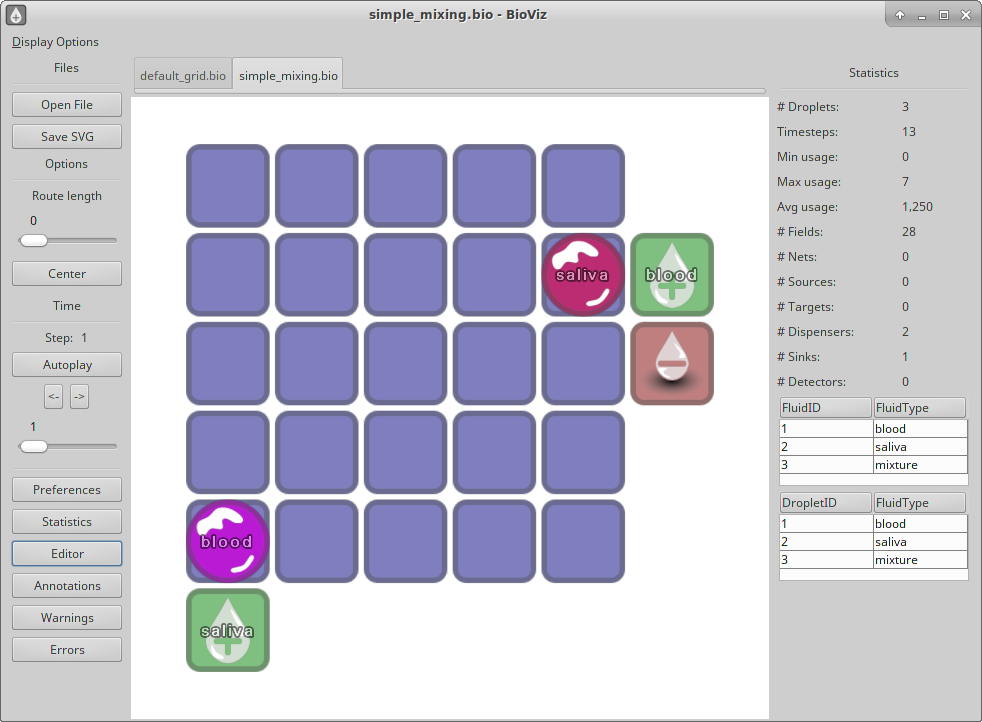 simple_mixing.bio - BioViz
Display Options
Files
Open File
Save SVG
Options
Route length
0
Center
Time
Step: 1
Autoplay
<- ->
1
Preferences
Statistics
Editor
Annotations
Warnings
Errors
default_grid.bio simple_mixing.bio
saliva blood
blood
saliva
Statistics
# Droplets: 3
Timesteps: 13
Min usage: 0
Max usage: 7
Avg usage: 1,250
# Fields: 28
# Nets: 0
# Sources: 0
# Targets: 0
# Dispensers: 2
# Sinks: 1
# Detectors: 0
FluidID FluidType
1 blood
2 saliva
3 mixture
DropletID FluidType
1 blood
2 saliva
3 mixture